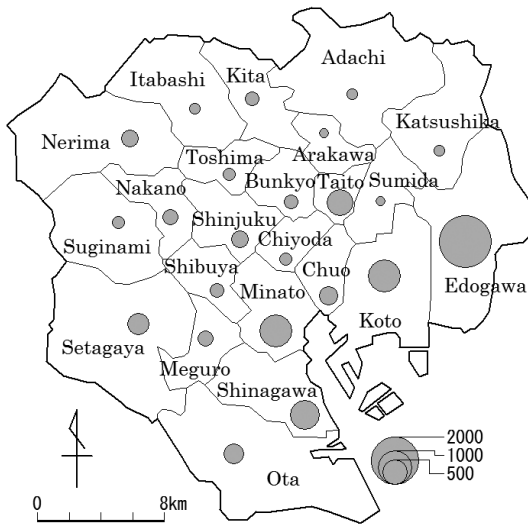 Adachi
Itabashi
Kita
Katsushika
Nerima
Toshima
Arakawa
Bunkyo
Taito
Sumida
Nakano
Shinjuku
Chiyoda
Suginami
Shibuya
Chuo
Edogawa
Minato
Koto
Setagaya
Meguro
Shinagawa
Ota
2000
1000
500
0 8km